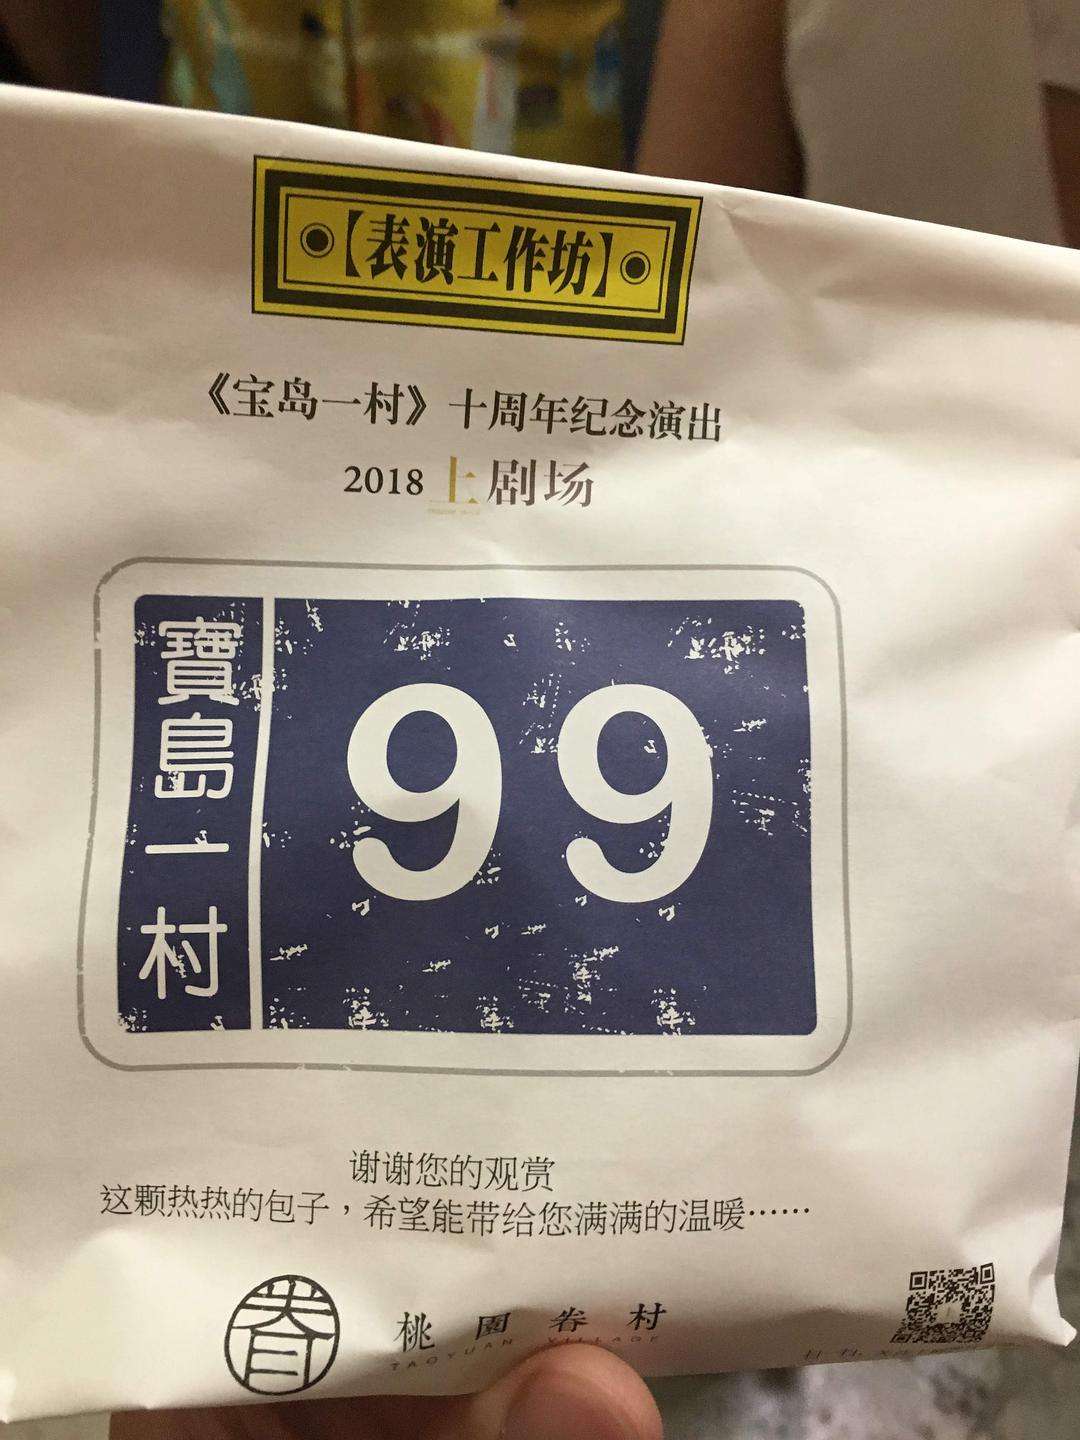 【表演工作坊】
《宝岛一村》十周年纪念演出
2018 上剧场
寶島一村
99
谢谢您的观赏
这颗热热的包子，希望能带给您满满的温暖……
眷
桃園眷村
TAOYUAN VILLAGE